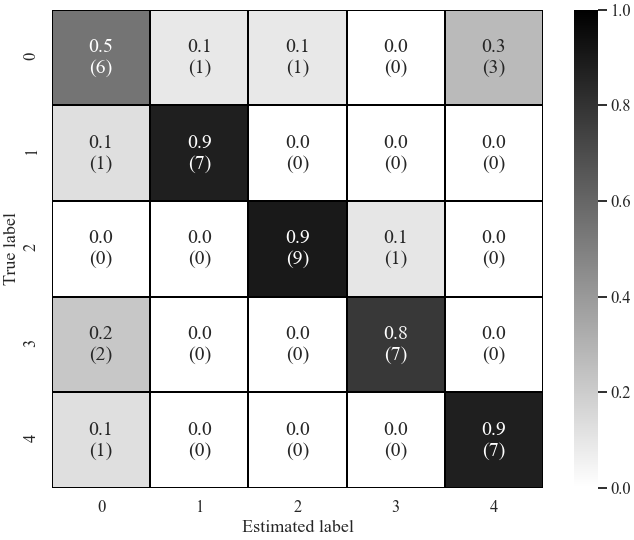 1.0
0.5 0.1 0.1 0.0 0.3
(6) (1) (1) (0) (3)
0
0.8
0.1 0.9 0.0 0.0 0.0
(1) (7) (0) (0) (0)
1
0.6
True label
0.0 0.0 0.9 0.1 0.0
(0) (0) (9) (1) (0)
2
0.4
0.2 0.0 0.0 0.8 0.0
(2) (0) (0) (7) (0)
3
0.2
0.1 0.0 0.0 0.0 0.9
(1) (0) (0) (0) (7)
4
0.0
0 1 2 3 4
Estimated label